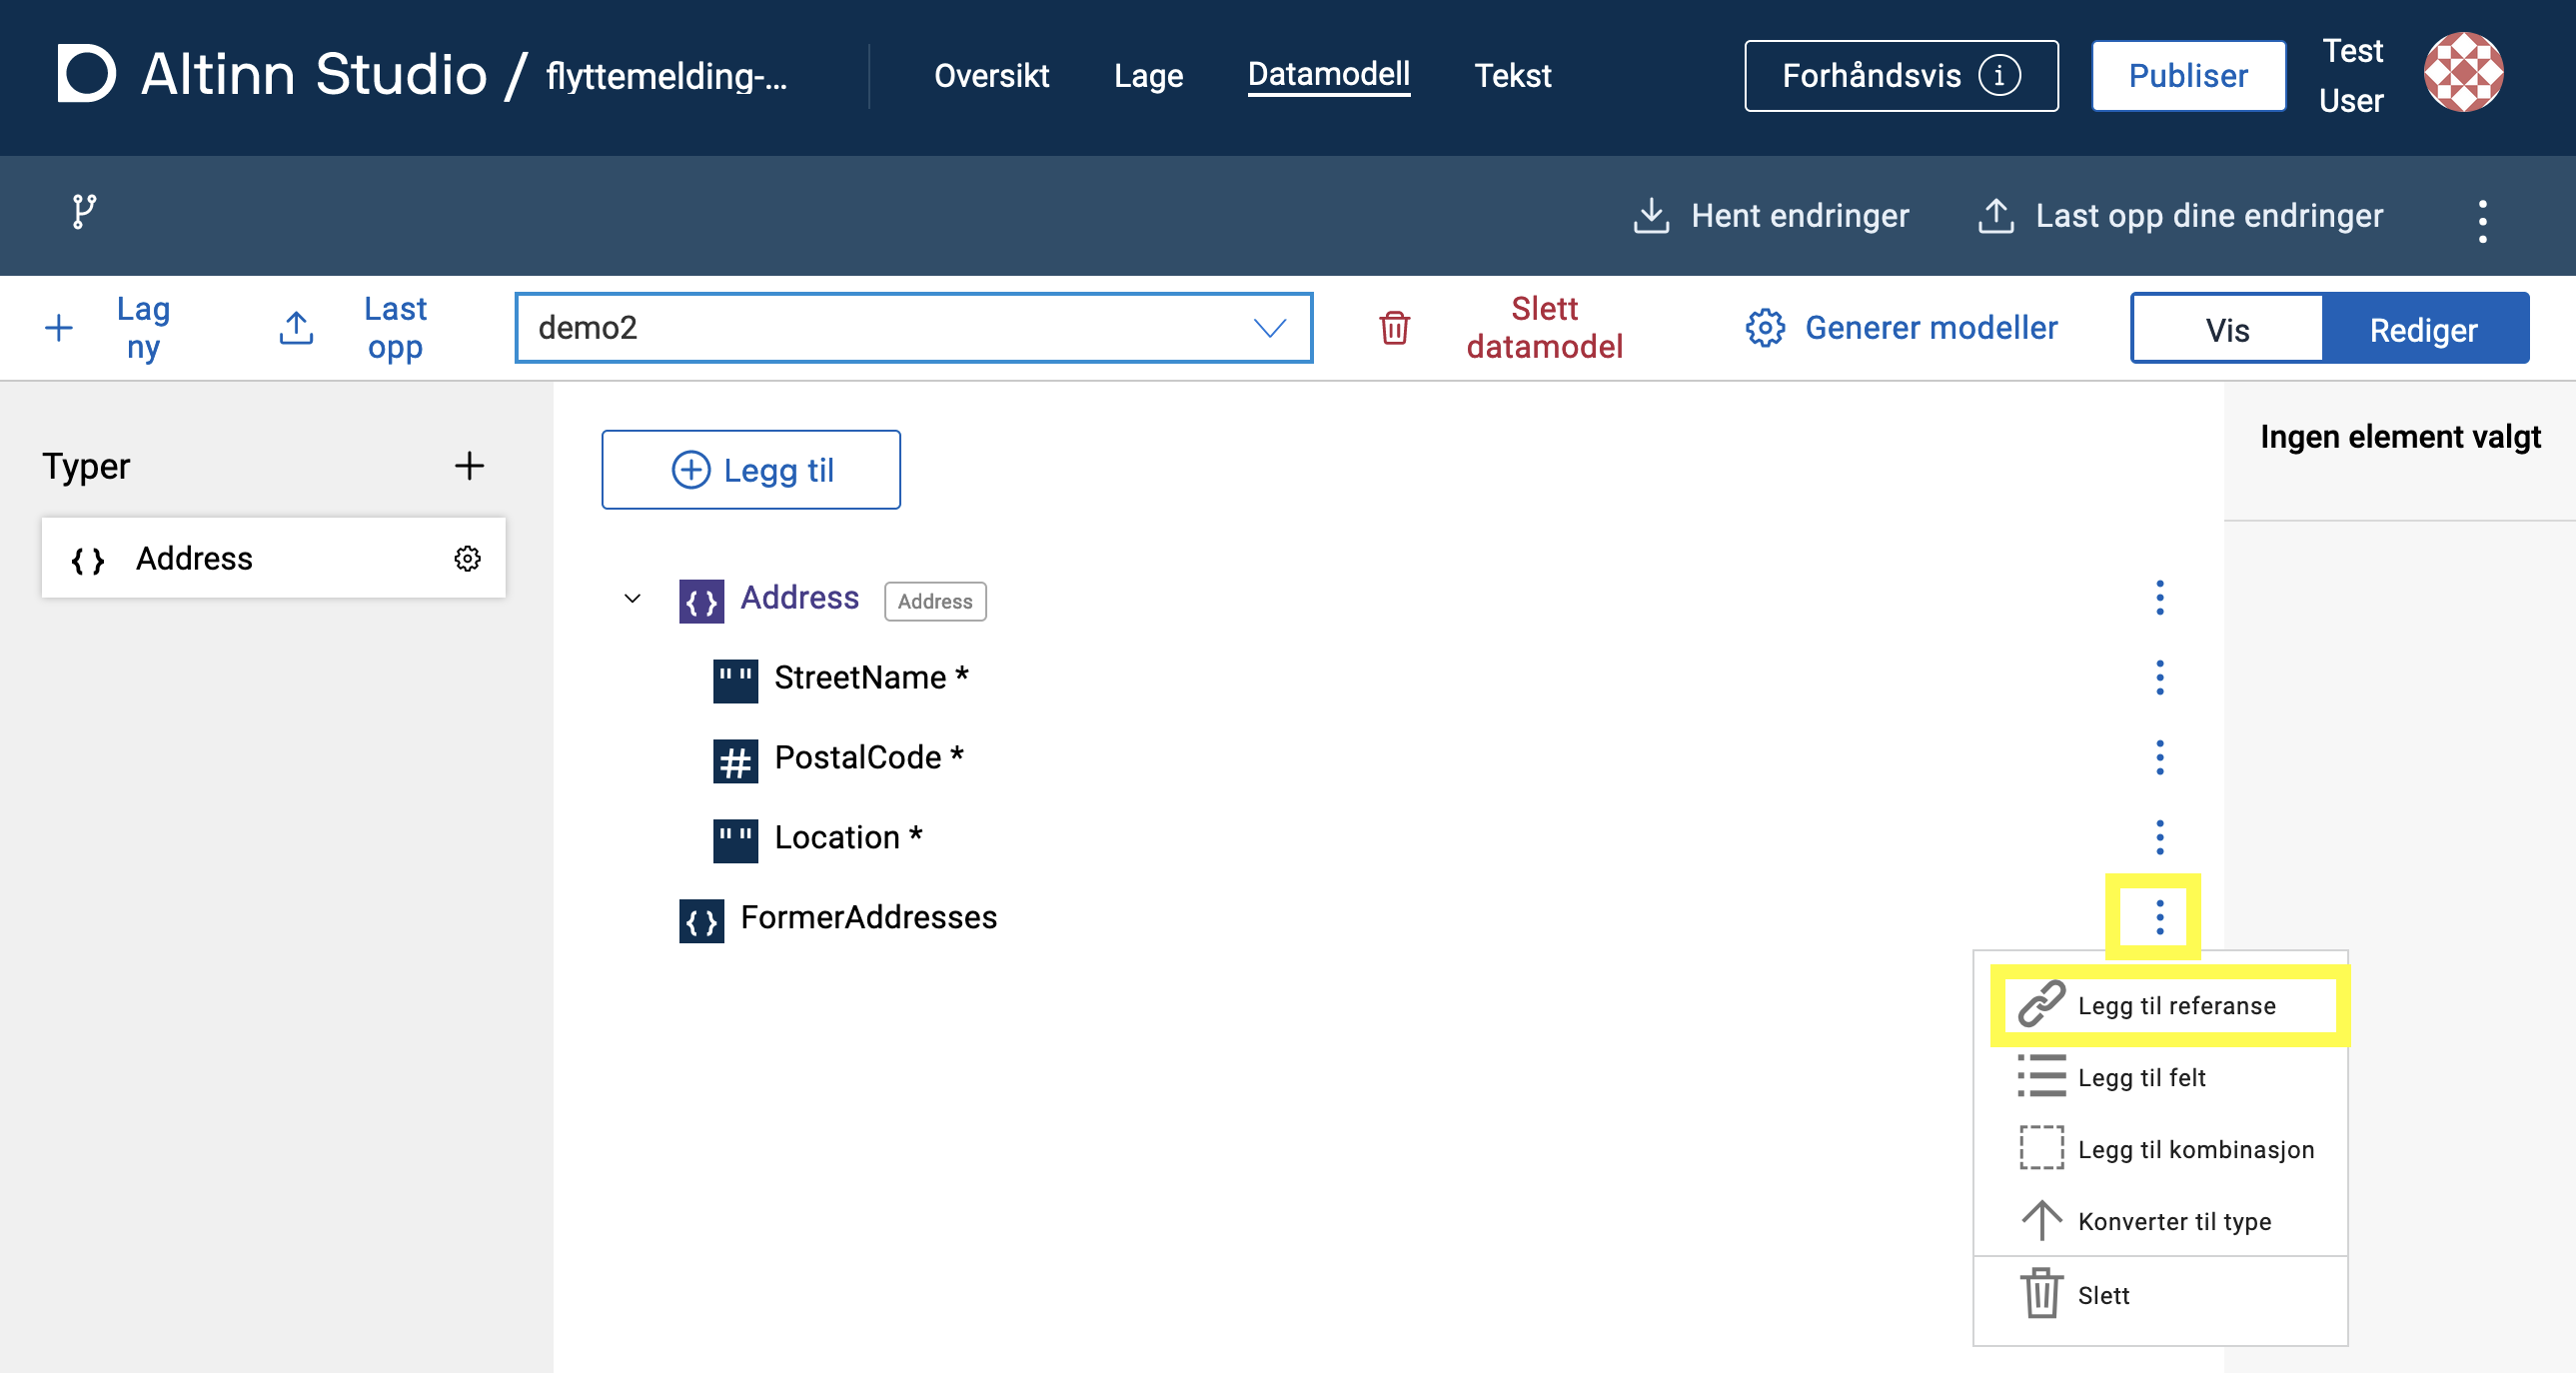 Altinn Studio / flyttemelding-...
Oversikt
Lage
Datamodell
Tekst
Forhåndsvis
Publiser
Test
User
Hent endringer
Last opp dine endringer
Lag
ny
Last
opp
demo2
Slett
datamodel
Generer modeller
Vis
Rediger
Typer
{ } Address
Legg til
Ingen element valgt
{ } Address Address
" " StreetName *
# PostalCode *
" " Location *
{ } FormerAddresses
Legg til referanse
Legg til felt
Legg til kombinasjon
Konverter til type
Slett